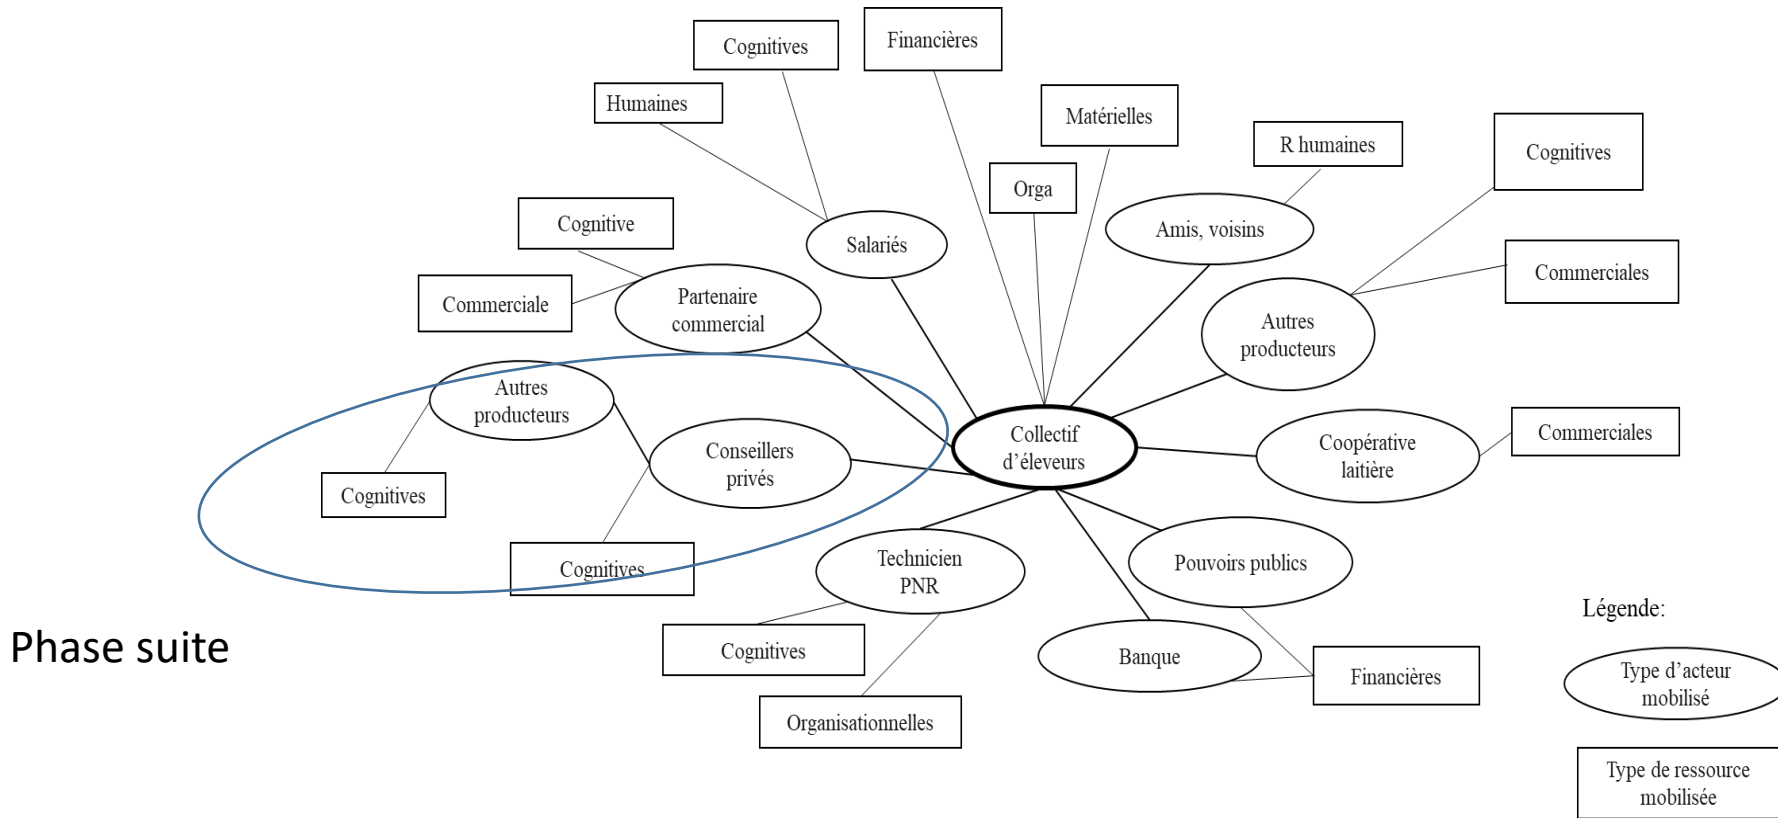 Cognitives
Financières
Humaines
Matérielles
R humaines
Cognitives
Orga
Cognitive
Salariés
Amis, voisins
Commerciale
Partenaire
commercial
Commerciales
Autres
producteurs
Autres
producteurs
Collectif
d’éleveurs
Coopérative
laitière
Commerciales
Conseillers
privés
Cognitives
Cognitives
Technicien
PNR
Pouvoirs publics
Légende:
Phase suite
Cognitives
Banque
Financières
Type d’acteur
mobilisé
Organisationnelles
Type de ressource
mobilisée